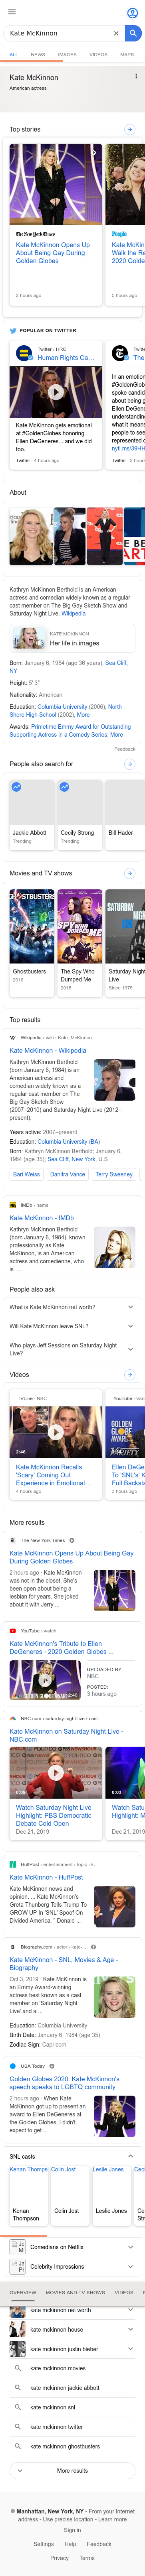 Kate McKinnon
ALL NEWS IMAGES VIDEOS MAPS
Kate McKinnon
American actress
Top stories
The New York Times
Kate McKinnon Opens Up
About Being Gay During
Golden Globes
2 hours ago
People
Kate McKin
Walk the Re
2020 Golde
5 hours ago
POPULAR ON TWITTER
Twitter › HRC
Human Rights Ca...
Kate McKinnon gets emotional
at #GoldenGlobes honoring
Ellen DeGeneres....and we did
too.
Twitter · 4 hours ago
Twitte
The
In an emotion
#GoldenGlob
spoke candid
about being g
Ellen DeGener
understandin
what it mean
people to see
represented o
nyti.ms/39HH
Twitter · 2 hours
About
Kathryn McKinnon Berthold is an American
actress and comedian widely known as a regular
cast member on The Big Gay Sketch Show and
Saturday Night Live. Wikipedia
KATE MCKINNON
Her life in images
Born: January 6, 1984 (age 36 years), Sea Cliff,
NY
Height: 5′ 3″
Nationality: American
Education: Columbia University (2006), North
Shore High School (2002), More
Awards: Primetime Emmy Award for Outstanding
Supporting Actress in a Comedy Series, More
Feedback
People also search for
Jackie Abbott
Trending
Cecily Strong
Trending
Bill Hader
Movies and TV shows
Ghostbusters
2016
The Spy Who
Dumped Me
2018
Saturday Night
Live
Since 1975
Top results
Wikipedia › wiki › Kate_McKinnon
Kate McKinnon - Wikipedia
Kathryn McKinnon
Berthold (born January
6, 1984) is an
American actress and
comedian widely
known as a regular
cast member on The
Big Gay Sketch Show
(2007–2010) and Saturday Night Live (2012–
present).
Years active: 2007–present
Education: Columbia University (BA)
Born: Kathryn McKinnon Berthold; January 6,
1984 (age 35); Sea Cliff, New York, U.S
Bari Weiss
Danitra Vance
Terry Sweeney
IMDb › name
Kate McKinnon - IMDb
Kathryn McKinnon
Berthold (born January
6, 1984), known
professionally as Kate
McKinnon, is an
American actress and
comedienne, who
is ...
People also ask
What is Kate McKinnon net worth?
Will Kate McKinnon leave SNL?
Who plays Jeff Sessions on Saturday Night
Live?
Videos
TVLine · NBC
2:46
Kate McKinnon Recalls
'Scary' Coming Out
Experience in Emotional...
4 hours ago
YouTube · Vari
GOLDEN
GLOBE
AWARDS
VARIETY
Ellen DeGe
To 'SNL's' K
Full Backsta
3 hours ago
More results
The New York Times
Kate McKinnon Opens Up About Being Gay
During Golden Globes
2 hours ago · Kate McKinnon
was not in the closet. She's
been open about being a
lesbian for years. She joked
about it with Jerry ...
YouTube › watch
Kate McKinnon's Tribute to Ellen
DeGeneres - 2020 Golden Globes ...
2:46
UPLOADED BY:
NBC
POSTED:
3 hours ago
NBC.com › saturday-night-live › cast
Kate McKinnon on Saturday Night Live -
NBC.com
Watch Saturday Night Live
Highlight: PBS Democratic
Debate Cold Open
Dec 21, 2019
0:03
Watch Satu
Highlight: M
Dec 21, 2019
HuffPost › entertainment › topic › k...
Kate McKinnon - HuffPost
Kate McKinnon news and
opinion. ... Kate McKinnon's
Greta Thunberg Tells Trump To
GROW UP In 'SNL' Spoof On
Divided America. " Donald ...
Biography.com › actor › kate-...
Kate McKinnon - SNL, Movies & Age -
Biography
Oct 3, 2019 · Kate McKinnon is
an Emmy Award-winning
actress best known as a cast
member on 'Saturday Night
Live' and a ...
Education: Columbia University
Birth Date: January 6, 1984 (age 35)
Zodiac Sign: Capricorn
USA Today
Golden Globes 2020: Kate McKinnon's
speech speaks to LGBTQ community
2 hours ago · When Kate
McKinnon got up to present an
award to Ellen DeGeneres at
the Golden Globes, I didn't
expect to get ...
SNL casts
Kenan Thomps
Kenan
Thompson
Colin Jost
Colin Jost
Leslie Jones
Leslie Jones
Comedians on Netflix
Celebrity Impressions
OVERVIEW MOVIES AND TV SHOWS VIDEOS
kate mckinnon net worth
kate mckinnon house
kate mckinnon justin bieber
kate mckinnon movies
kate mckinnon jackie abbott
kate mckinnon snl
kate mckinnon twitter
kate mckinnon ghostbusters
More results
Manhattan, New York, NY - From your Internet
address - Use precise location - Learn more
Sign in
Settings Help Feedback
Privacy Terms